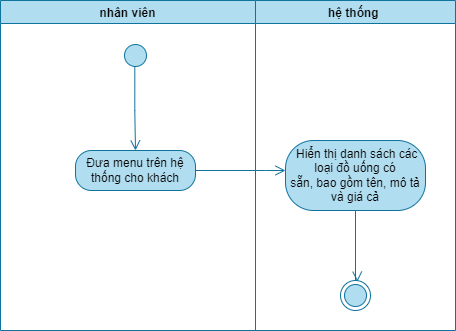 nhân viên
hệ thống
Đưa menu trên hệ
thống cho khách
Hiển thị danh sách các
loại đồ uống có
sẵn, bao gồm tên, mô tả
và giá cả